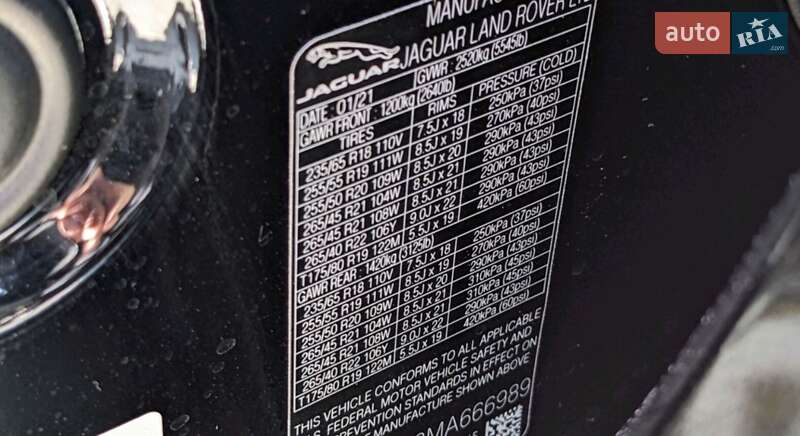 auto RIA.com
MANUFAC
JAGUAR JAGUAR LAND ROVER
DATE: 01/21 GVWR : 2520kg (5545lb)
GAWR FRONT : 1200kg (2640lb)
TIRES RIMS PRESSURE (COLD)
235/65 R18 110V 7.5J x 18 250kPa (37psi)
255/55 R19 111W 8.5J x 19 270kPa (40psi)
255/50 R20 109W 8.5J x 20 290kPa (43psi)
265/45 R21 104W 8.5J x 21 290kPa (43psi)
265/45 R21 108W 8.5J x 21 290kPa (43psi)
265/40 R22 106Y 9.0J x 22 290kPa (43psi)
T175/80 R19 122M 5.5J x 19 420kPa (60psi)
GAWR REAR : 1420kg (3125lb)
235/65 R18 110V 7.5J x 18 250kPa (37psi)
255/55 R19 111W 8.5J x 19 270kPa (40psi)
255/50 R20 109W 8.5J x 20 290kPa (43psi)
265/45 R21 104W 8.5J x 21 310kPa (45psi)
265/45 R21 108W 8.5J x 21 310kPa (45psi)
265/40 R22 106Y 9.0J x 22 290kPa (43psi)
T175/80 R19 122M 5.5J x 19 420kPa (60psi)
THIS VEHICLE CONFORMS TO ALL APPLICABLE
U.S. FEDERAL MOTOR VEHICLE SAFETY AND
PREVENTION STANDARDS IN EFFECT ON
MANUFACTURE SHOWN ABOVE
MA666989